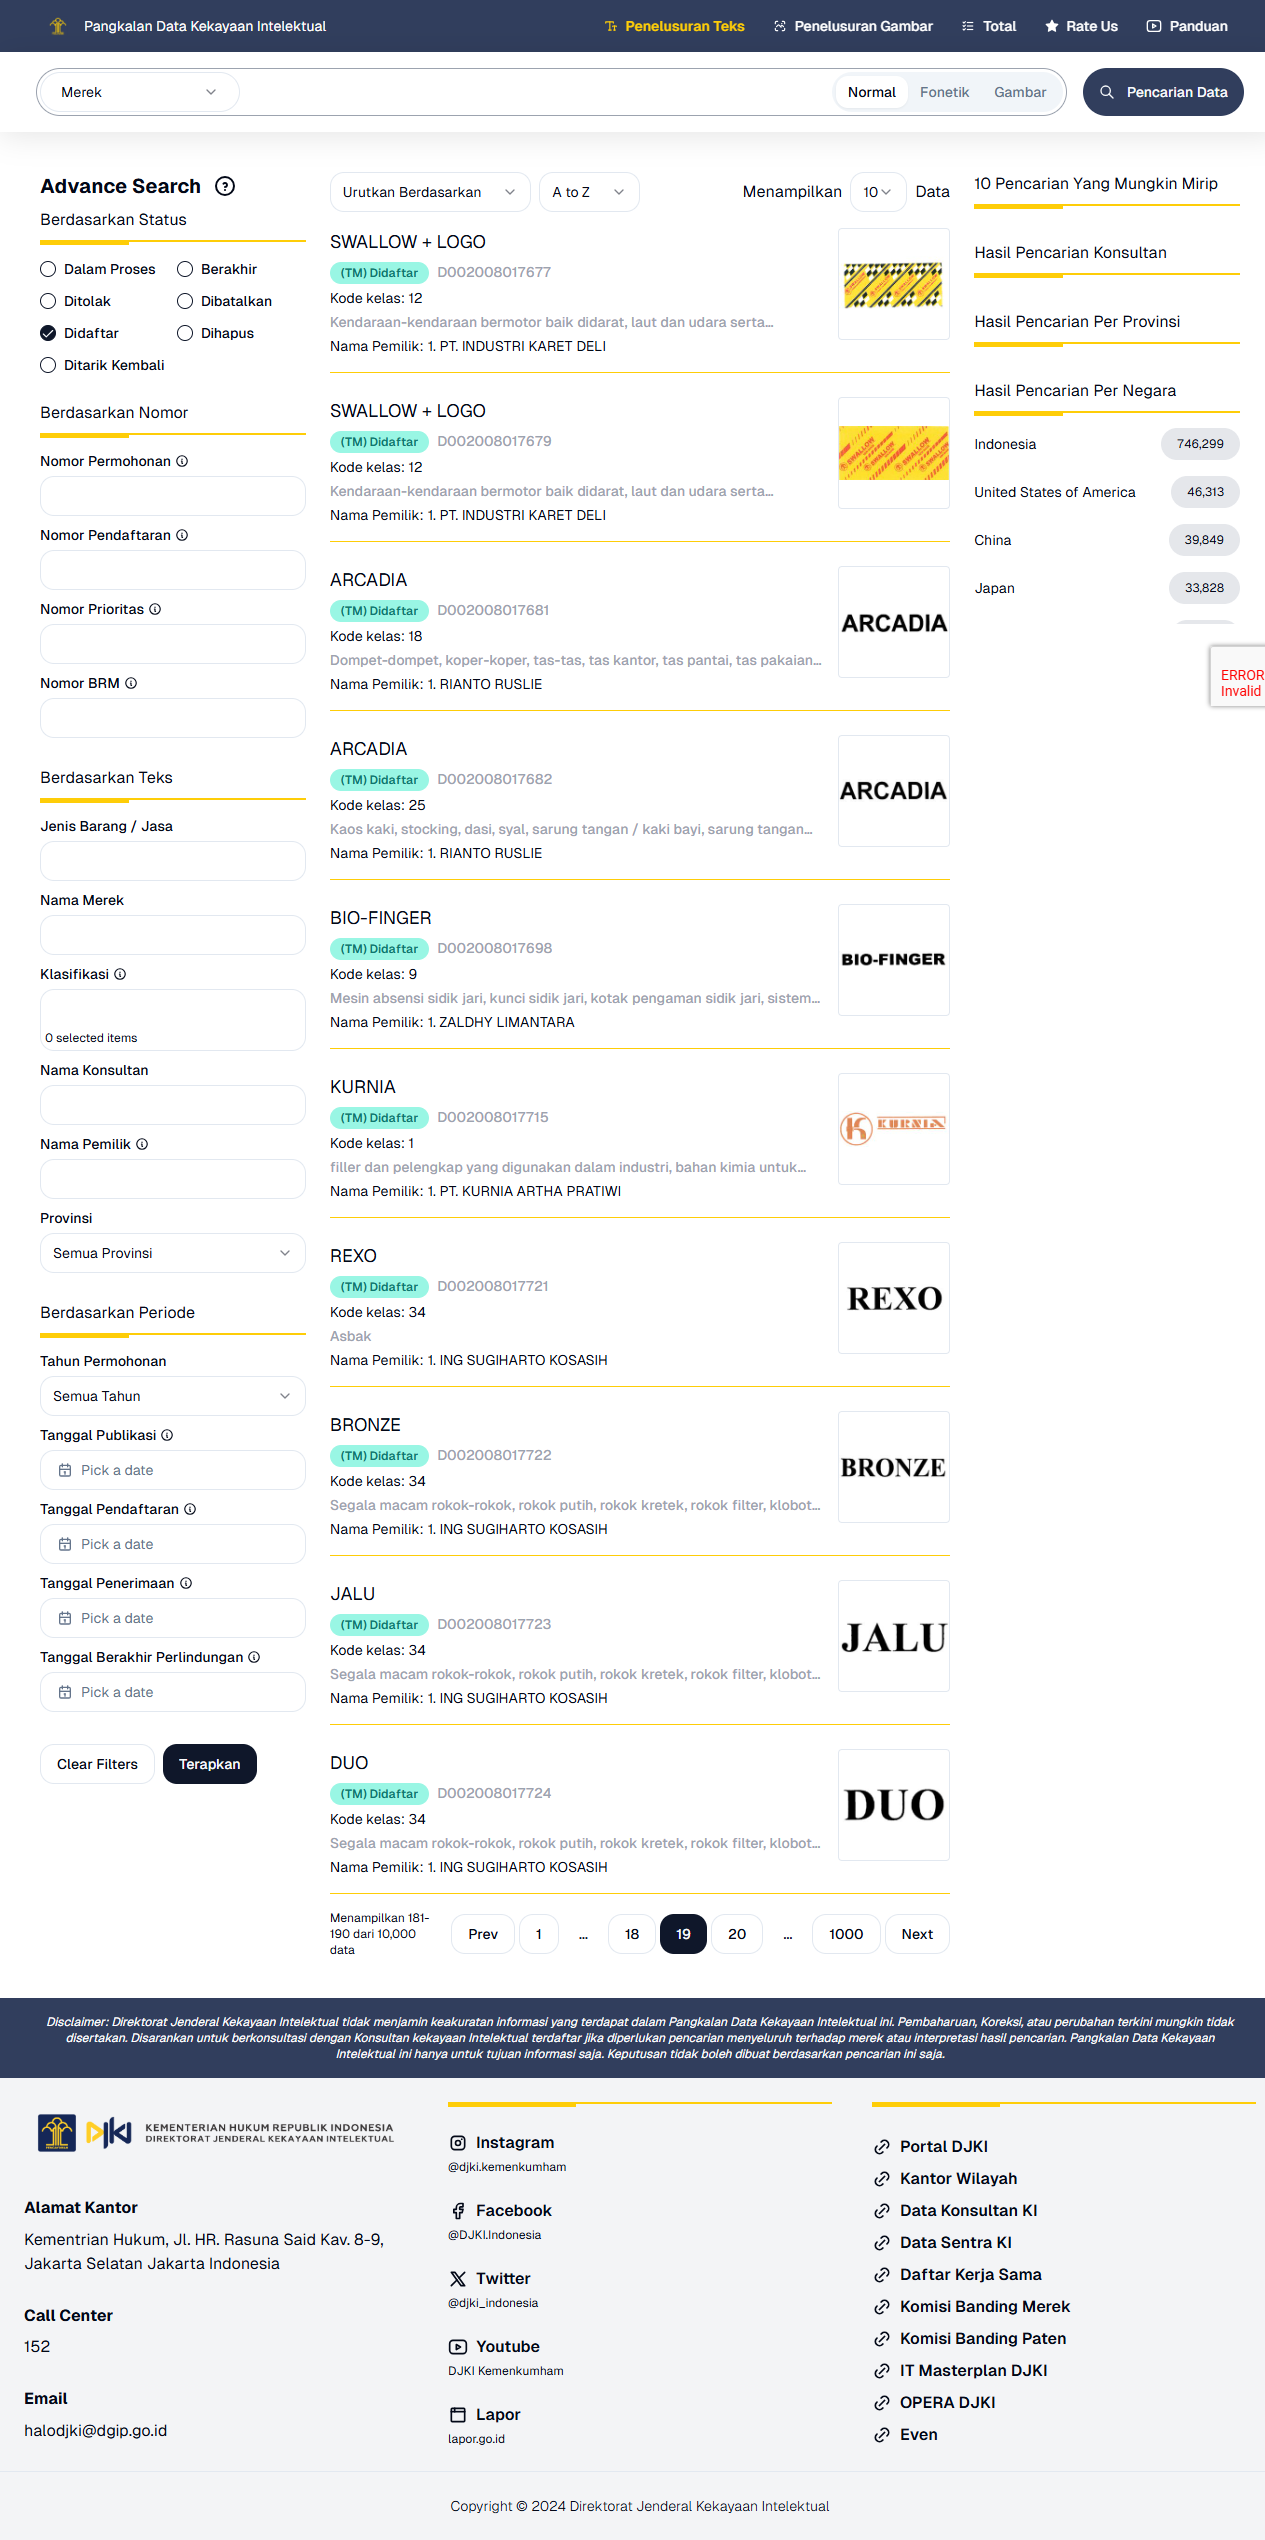 Pangkalan Data Kekayaan Intelektual
Penelusuran Teks
Penelusuran Gambar
Total
Rate Us
Panduan
Merek
Normal
Fonetik
Gambar
Pencarian Data
Advance Search
Berdasarkan Status
Dalam Proses
Berakhir
Ditolak
Dibatalkan
Didaftar
Dihapus
Ditarik Kembali
Berdasarkan Nomor
Nomor Permohonan
Nomor Pendaftaran
Nomor Prioritas
Nomor BRM
Berdasarkan Teks
Jenis Barang / Jasa
Nama Merek
Klasifikasi
0 selected items
Nama Konsultan
Nama Pemilik
Provinsi
Semua Provinsi
Berdasarkan Periode
Tahun Permohonan
Semua Tahun
Tanggal Publikasi
Pick a date
Tanggal Pendaftaran
Pick a date
Tanggal Penerimaan
Pick a date
Tanggal Berakhir Perlindungan
Pick a date
Clear Filters
Terapkan
Urutkan Berdasarkan
A to Z
Menampilkan 10 Data
SWALLOW + LOGO
(TM) Didaftar D002008017677
Kode kelas: 12
Kendaraan-kendaraan bermotor baik didarat, laut dan udara serta...
Nama Pemilik: 1. PT. INDUSTRI KARET DELI
SWALLOW + LOGO
(TM) Didaftar D002008017679
Kode kelas: 12
Kendaraan-kendaraan bermotor baik didarat, laut dan udara serta...
Nama Pemilik: 1. PT. INDUSTRI KARET DELI
SWALLOW
ARCADIA
(TM) Didaftar D002008017681
Kode kelas: 18
Dompet-dompet, koper-koper, tas-tas, tas kantor, tas pantai, tas pakaian...
Nama Pemilik: 1. RIANTO RUSLIE
ARCADIA
ARCADIA
(TM) Didaftar D002008017682
Kode kelas: 25
Kaos kaki, stocking, dasi, syal, sarung tangan / kaki bayi, sarung tangan...
Nama Pemilik: 1. RIANTO RUSLIE
ARCADIA
BIO-FINGER
(TM) Didaftar D002008017698
Kode kelas: 9
Mesin absensi sidik jari, kunci sidik jari, kotak pengaman sidik jari, sistem...
Nama Pemilik: 1. ZALDHY LIMANTARA
BIO-FINGER
KURNIA
(TM) Didaftar D002008017715
Kode kelas: 1
filler dan pelengkap yang digunakan dalam industri, bahan kimia untuk...
Nama Pemilik: 1. PT. KURNIA ARTHA PRATIWI
KURNIA
REXO
(TM) Didaftar D002008017721
Kode kelas: 34
Asbak
Nama Pemilik: 1. ING SUGIHARTO KOSASIH
REXO
BRONZE
(TM) Didaftar D002008017722
Kode kelas: 34
Segala macam rokok-rokok, rokok putih, rokok kretek, rokok filter, klobot...
Nama Pemilik: 1. ING SUGIHARTO KOSASIH
BRONZE
JALU
(TM) Didaftar D002008017723
Kode kelas: 34
Segala macam rokok-rokok, rokok putih, rokok kretek, rokok filter, klobot...
Nama Pemilik: 1. ING SUGIHARTO KOSASIH
JALU
DUO
(TM) Didaftar D002008017724
Kode kelas: 34
Segala macam rokok-rokok, rokok putih, rokok kretek, rokok filter, klobot...
Nama Pemilik: 1. ING SUGIHARTO KOSASIH
DUO
Menampilkan 181-
190 dari 10,000
data
Prev 1 ... 18 19 20 ... 1000 Next
10 Pencarian Yang Mungkin Mirip
Hasil Pencarian Konsultan
Hasil Pencarian Per Provinsi
Hasil Pencarian Per Negara
Indonesia 746,299
United States of America 46,313
China 39,849
Japan 33,828
ERROR
Invalid
Disclaimer: Direktorat Jenderal Kekayaan Intelektual tidak menjamin keakuratan informasi yang terdapat dalam Pangkalan Data Kekayaan Intelektual ini. Pembaharuan, Koreksi, atau perubahan terkini mungkin tidak
disertakan. Disarankan untuk berkonsultasi dengan Konsultan kekayaan Intelektual terdaftar jika diperlukan pencarian menyeluruh terhadap merek atau interpretasi hasil pencarian. Pangkalan Data Kekayaan
Intelektual ini hanya untuk tujuan informasi saja. Keputusan tidak boleh dibuat berdasarkan pencarian ini saja.
DJKI
KEMENTERIAN HUKUM REPUBLIK INDONESIA
DIREKTORAT JENDERAL KEKAYAAN INTELEKTUAL
Alamat Kantor
Kementrian Hukum, Jl. HR. Rasuna Said Kav. 8-9,
Jakarta Selatan Jakarta Indonesia
Call Center
152
Email
halodjki@dgip.go.id
Instagram
@djki.kemenkumham
Facebook
@DJKI.Indonesia
Twitter
@djki_indonesia
Youtube
DJKI Kemenkumham
Lapor
lapor.go.id
Portal DJKI
Kantor Wilayah
Data Konsultan KI
Data Sentra KI
Daftar Kerja Sama
Komisi Banding Merek
Komisi Banding Paten
IT Masterplan DJKI
OPERA DJKI
Even
Copyright © 2024 Direktorat Jenderal Kekayaan Intelektual